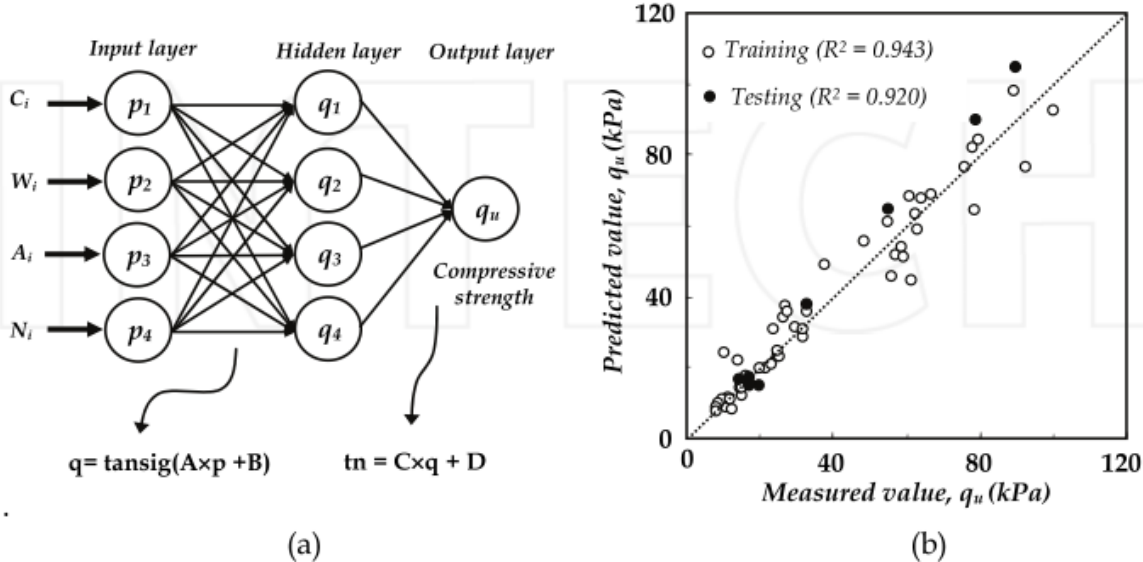 Input layer
Hidden layer
Output layer
Ci
Wi
Ai
Ni
p1
p2
p3
p4
q1
q2
q3
q4
qu
Compressive
strength
q= tansig(A×p +B)
tn = C×q + D
.
(a)
120
80
40
0
Predicted value, qu (kPa)
Training (R² = 0.943)
Testing (R² = 0.920)
0
40
80
120
Measured value, qu (kPa)
(b)
INTECH